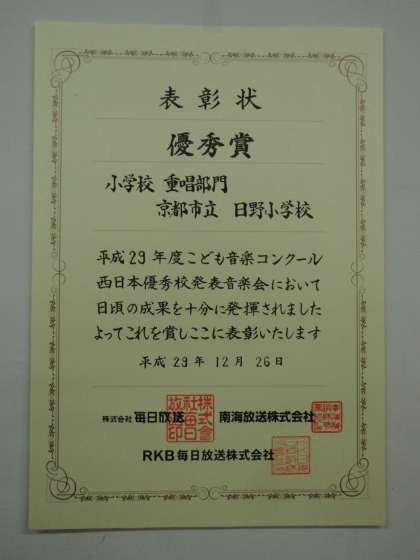 表彰状
優秀賞
小学校 重唱部門
京都市立 日野小学校
平成29年度こども音楽コンクール
西日本優秀校発表音楽会において
日頃の成果を十分に発揮されました
よってこれを賞しここに表彰いたします
平成 29 年 12 月 26 日
株式会社 毎日放送 南海放送株式会社
RKB毎日放送株式会社